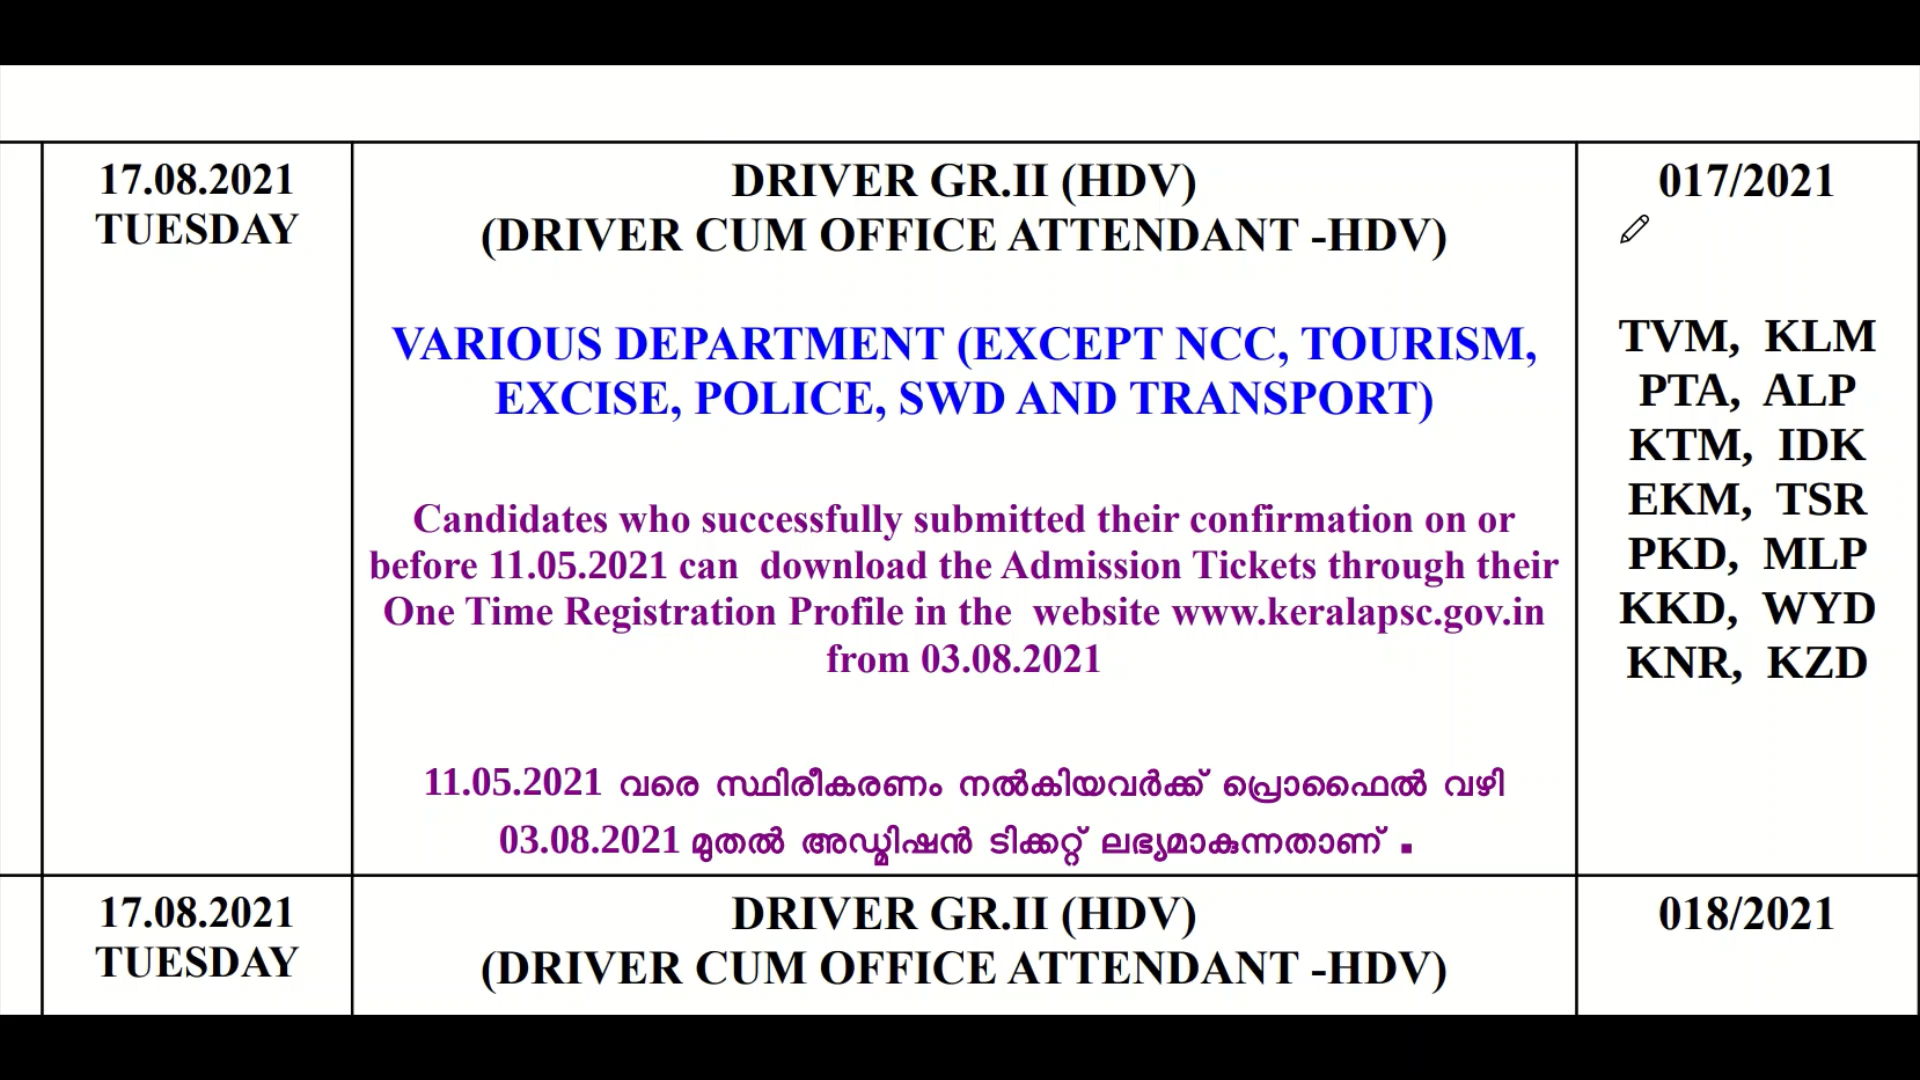 17.08.2021
TUESDAY
DRIVER GR.II (HDV)
(DRIVER CUM OFFICE ATTENDANT -HDV)
VARIOUS DEPARTMENT (EXCEPT NCC, TOURISM,
EXCISE, POLICE, SWD AND TRANSPORT)
Candidates who successfully submitted their confirmation on or
before 11.05.2021 can download the Admission Tickets through their
One Time Registration Profile in the website www.keralapsc.gov.in
from 03.08.2021
11.05.2021 വരെ സ്ഥിരീകരണം നൽകിയവർക്ക് പ്രൊഫൈൽ വഴി
03.08.2021 മുതൽ അഡ്മിഷൻ ടിക്കറ്റ് ലഭ്യമാകുന്നതാണ് .
017/2021
TVM, KLM
PTA, ALP
KTM, IDK
EKM, TSR
PKD, MLP
KKD, WYD
KNR, KZD
17.08.2021
TUESDAY
DRIVER GR.II (HDV)
(DRIVER CUM OFFICE ATTENDANT -HDV)
018/2021